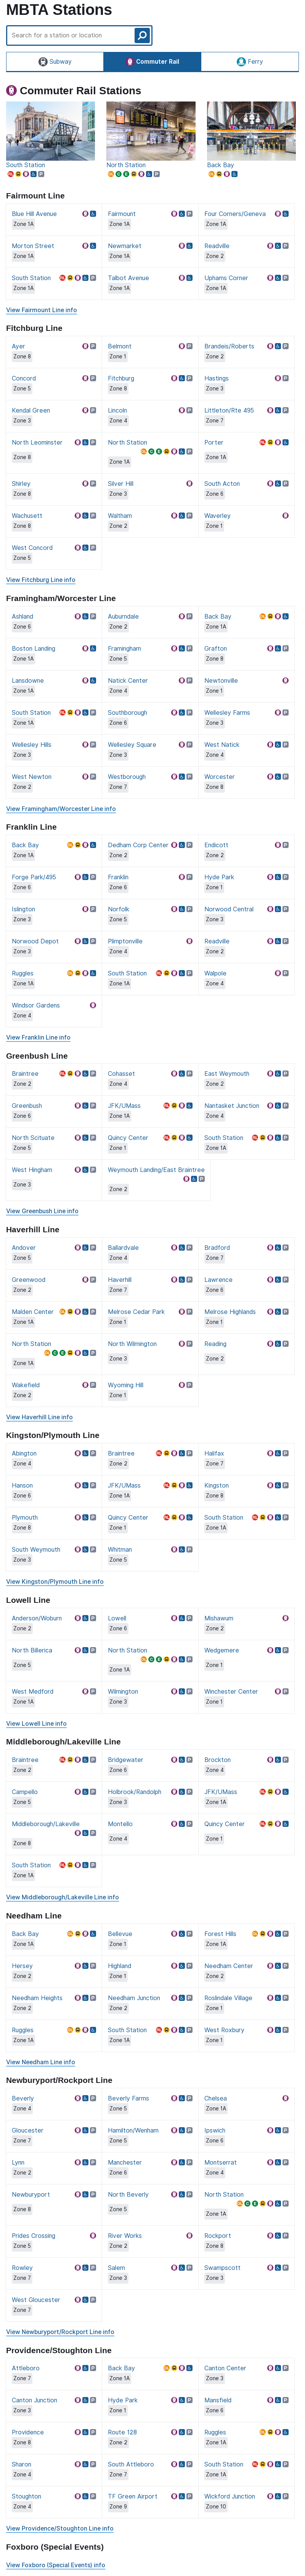 MBTA Stations
Search for a station or location
Subway
Commuter Rail
Ferry
Commuter Rail Stations
South Station
North Station
Back Bay
Fairmount Line
Blue Hill Avenue
Zone 1A
Fairmount
Zone 1A
Four Corners/Geneva
Zone 1A
Morton Street
Zone 1A
Newmarket
Zone 1A
Readville
Zone 2
South Station
Zone 1A
Talbot Avenue
Zone 1A
Uphams Corner
Zone 1A
View Fairmount Line info
Fitchburg Line
Ayer
Zone 8
Belmont
Zone 1
Brandeis/Roberts
Zone 2
Concord
Zone 5
Fitchburg
Zone 8
Hastings
Zone 3
Kendal Green
Zone 3
Lincoln
Zone 4
Littleton/Rte 495
Zone 7
North Leominster
Zone 8
North Station
Zone 1A
Porter
Zone 1A
Shirley
Zone 8
Silver Hill
Zone 3
South Acton
Zone 6
Wachusett
Zone 8
Waltham
Zone 2
Waverley
Zone 1
West Concord
Zone 5
View Fitchburg Line info
Framingham/Worcester Line
Ashland
Zone 6
Auburndale
Zone 2
Back Bay
Zone 1A
Boston Landing
Zone 1A
Framingham
Zone 5
Grafton
Zone 8
Lansdowne
Zone 1A
Natick Center
Zone 4
Newtonville
Zone 1
South Station
Zone 1A
Southborough
Zone 6
Wellesley Farms
Zone 3
Wellesley Hills
Zone 3
Wellesley Square
Zone 3
West Natick
Zone 4
West Newton
Zone 2
Westborough
Zone 7
Worcester
Zone 8
View Framingham/Worcester Line info
Franklin Line
Back Bay
Zone 1A
Dedham Corp Center
Zone 2
Endicott
Zone 2
Forge Park/495
Zone 6
Franklin
Zone 6
Hyde Park
Zone 1
Islington
Zone 3
Norfolk
Zone 5
Norwood Central
Zone 3
Norwood Depot
Zone 3
Plimptonville
Zone 4
Readville
Zone 2
Ruggles
Zone 1A
South Station
Zone 1A
Walpole
Zone 4
Windsor Gardens
Zone 4
View Franklin Line info
Greenbush Line
Braintree
Zone 2
Cohasset
Zone 4
East Weymouth
Zone 2
Greenbush
Zone 6
JFK/UMass
Zone 1A
Nantasket Junction
Zone 4
North Scituate
Zone 5
Quincy Center
Zone 1
South Station
Zone 1A
West Hingham
Zone 3
Weymouth Landing/East Braintree
Zone 2
View Greenbush Line info
Haverhill Line
Andover
Zone 5
Ballardvale
Zone 4
Bradford
Zone 7
Greenwood
Zone 2
Haverhill
Zone 7
Lawrence
Zone 6
Malden Center
Zone 1A
Melrose Cedar Park
Zone 1
Melrose Highlands
Zone 1
North Station
Zone 1A
North Wilmington
Zone 3
Reading
Zone 2
Wakefield
Zone 2
Wyoming Hill
Zone 1
View Haverhill Line info
Kingston/Plymouth Line
Abington
Zone 4
Braintree
Zone 2
Halifax
Zone 7
Hanson
Zone 6
JFK/UMass
Zone 1A
Kingston
Zone 8
Plymouth
Zone 8
Quincy Center
Zone 1
South Station
Zone 1A
South Weymouth
Zone 3
Whitman
Zone 5
View Kingston/Plymouth Line info
Lowell Line
Anderson/Woburn
Zone 2
Lowell
Zone 6
Mishawum
Zone 2
North Billerica
Zone 5
North Station
Zone 1A
Wedgemere
Zone 1
West Medford
Zone 1A
Wilmington
Zone 3
Winchester Center
Zone 1
View Lowell Line info
Middleborough/Lakeville Line
Braintree
Zone 2
Bridgewater
Zone 6
Brockton
Zone 4
Campello
Zone 5
Holbrook/Randolph
Zone 3
JFK/UMass
Zone 1A
Middleborough/Lakeville
Zone 8
Montello
Zone 4
Quincy Center
Zone 1
South Station
Zone 1A
View Middleborough/Lakeville Line info
Needham Line
Back Bay
Zone 1A
Bellevue
Zone 1
Forest Hills
Zone 1A
Hersey
Zone 2
Highland
Zone 1
Needham Center
Zone 2
Needham Heights
Zone 2
Needham Junction
Zone 2
Roslindale Village
Zone 1
Ruggles
Zone 1A
South Station
Zone 1A
West Roxbury
Zone 1
View Needham Line info
Newburyport/Rockport Line
Beverly
Zone 4
Beverly Farms
Zone 5
Chelsea
Zone 1A
Gloucester
Zone 7
Hamilton/Wenham
Zone 5
Ipswich
Zone 6
Lynn
Zone 2
Manchester
Zone 6
Montserrat
Zone 4
Newburyport
Zone 8
North Beverly
Zone 5
North Station
Zone 1A
Prides Crossing
Zone 5
River Works
Zone 2
Rockport
Zone 8
Rowley
Zone 7
Salem
Zone 3
Swampscott
Zone 3
West Gloucester
Zone 7
View Newburyport/Rockport Line info
Providence/Stoughton Line
Attleboro
Zone 7
Back Bay
Zone 1A
Canton Center
Zone 3
Canton Junction
Zone 3
Hyde Park
Zone 1
Mansfield
Zone 6
Providence
Zone 8
Route 128
Zone 2
Ruggles
Zone 1A
Sharon
Zone 4
South Attleboro
Zone 7
South Station
Zone 1A
Stoughton
Zone 4
TF Green Airport
Zone 9
Wickford Junction
Zone 10
View Providence/Stoughton Line info
Foxboro (Special Events)
View Foxboro (Special Events) info